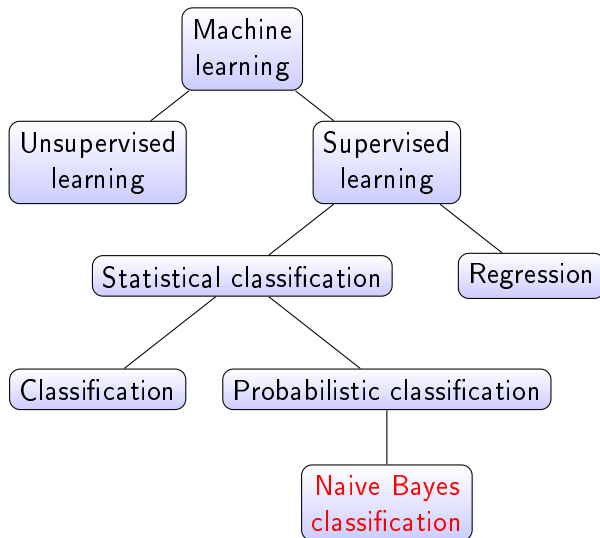 Machine
learning
Unsupervised
learning
Supervised
learning
Statistical classification
Regression
Classification
Probabilistic classification
Naive Bayes
classification